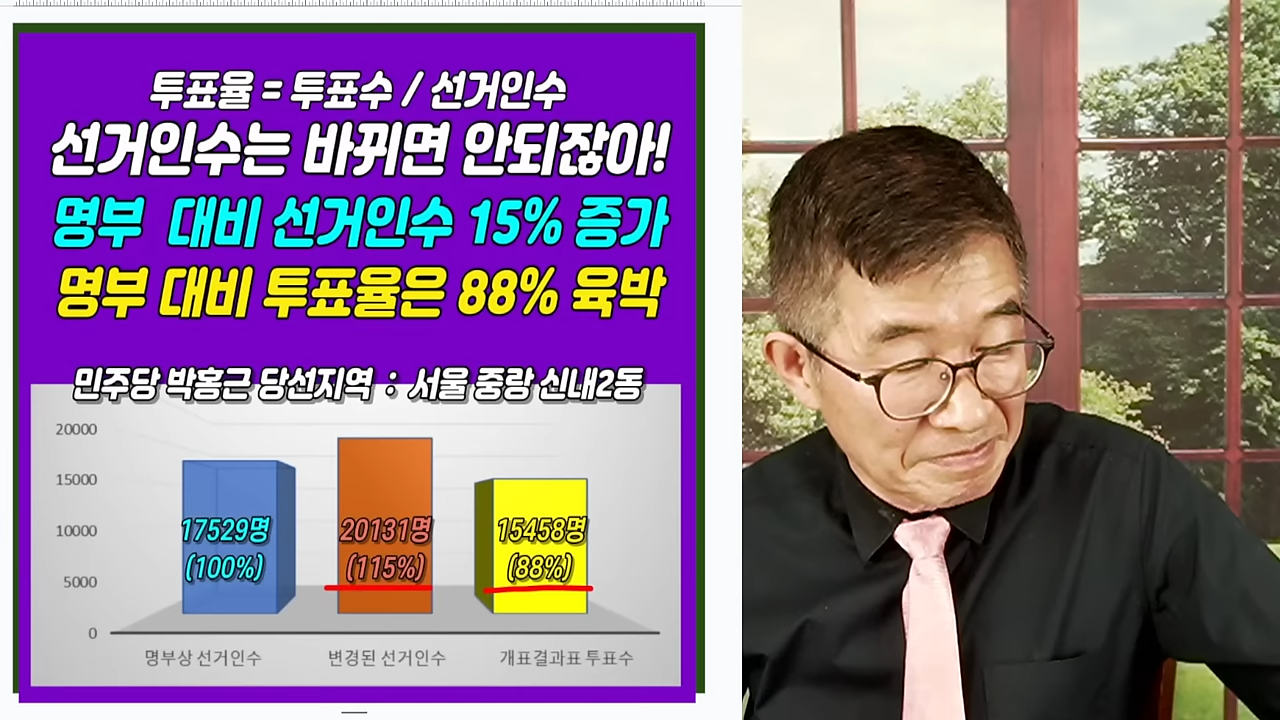 투표율 = 투표수 / 선거인수
선거인수는 바뀌면 안되잖아!
명부 대비 선거인수 15% 증가
명부 대비 투표율은 88% 육박
민주당 박홍근 당선지역 : 서울 중랑 신내2동
20000
15000
10000
5000
0
17529명
(100%)
20131명
(115%)
15458명
(88%)
명부상 선거인수
변경된 선거인수
개표결과표 투표수